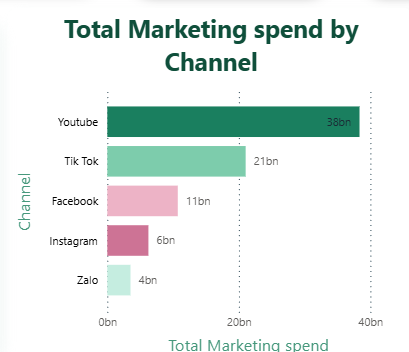 Total Marketing spend by
Channel
Channel
Youtube
38bn
Tik Tok
21bn
Facebook
11bn
Instagram
6bn
Zalo
4bn
0bn
20bn
40bn
Total Marketing spend